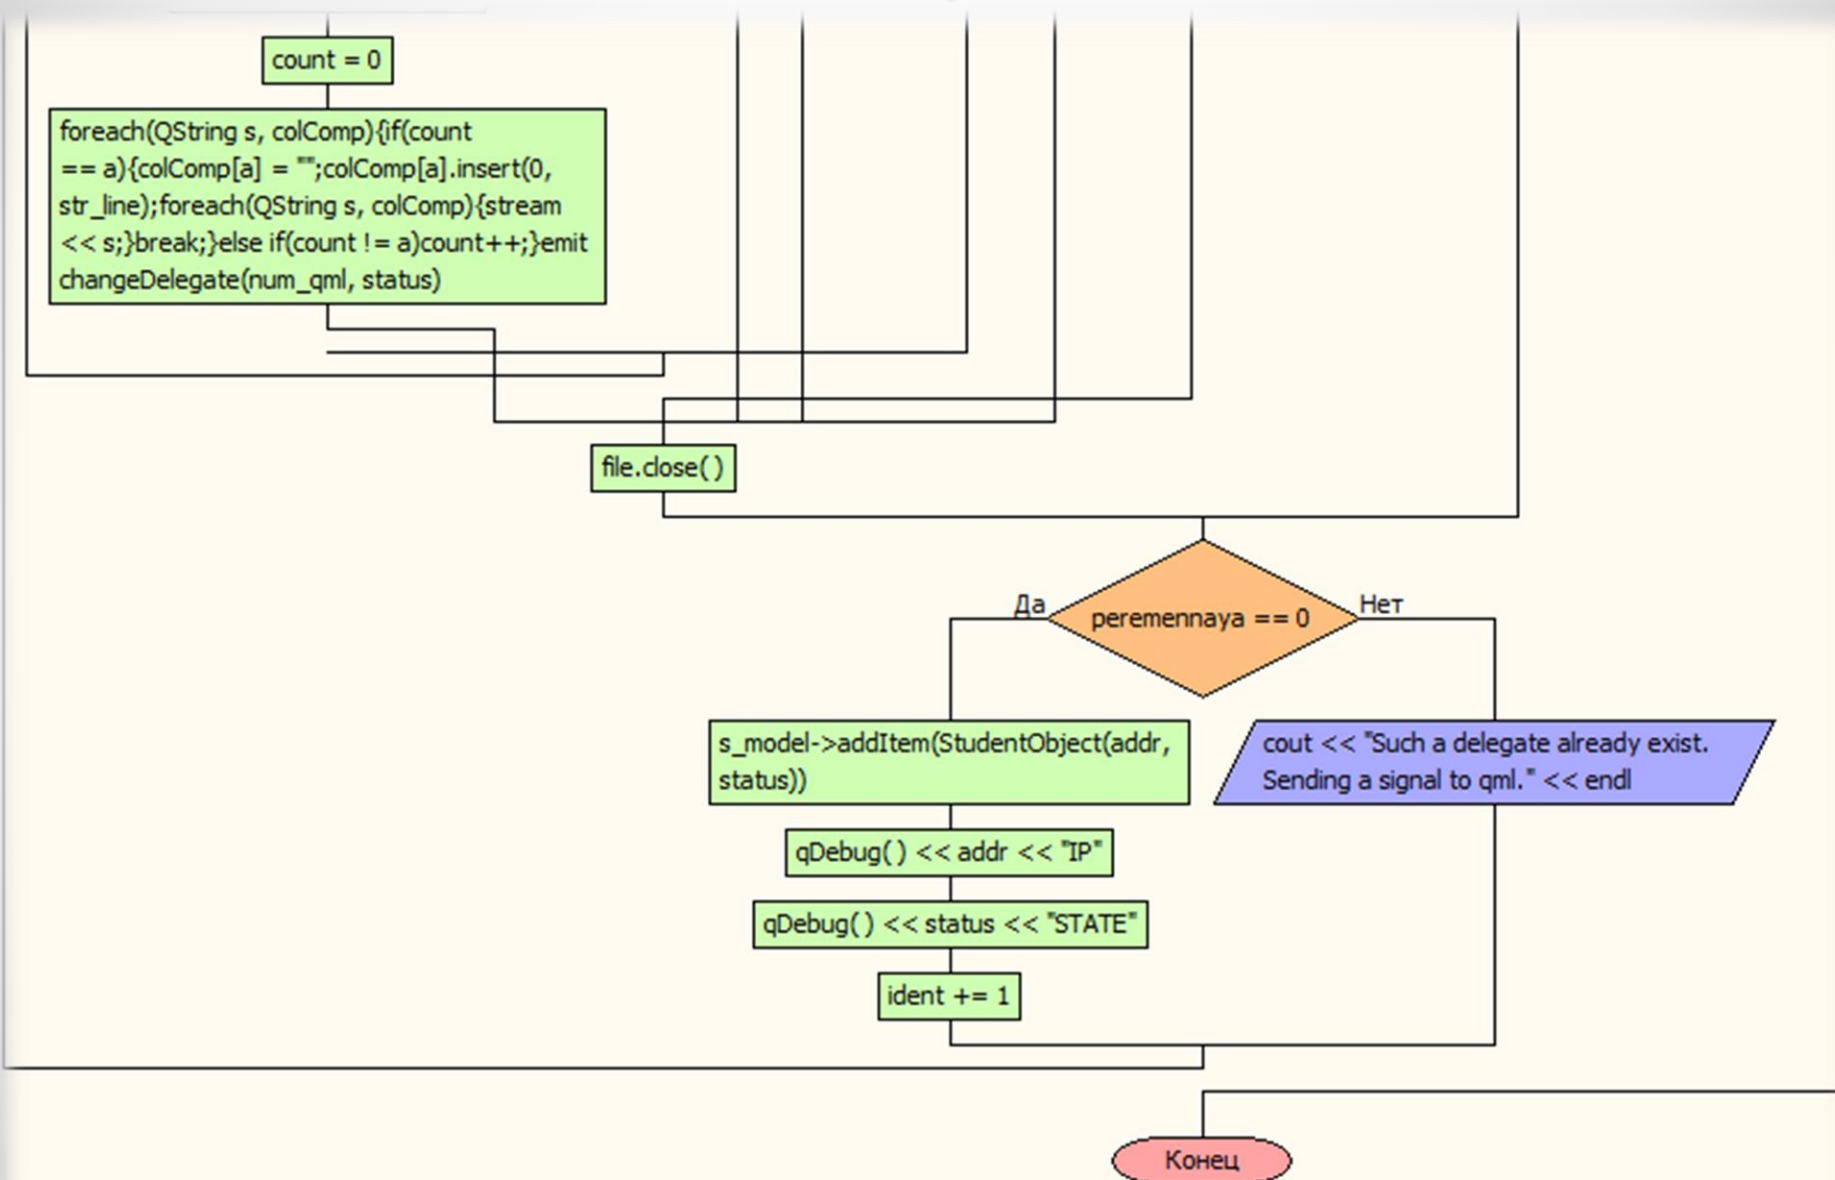 count = 0
foreach(QString s, colComp){if(count
== a){colComp[a] = "";colComp[a].insert(0,
str_line);foreach(QString s, colComp){stream
<< s;}break;}else if(count != a)count++;}emit
changeDelegate(num_qml, status)
file.close()
Да
peremennaya == 0
Нет
s_model->addItem(StudentObject(addr,
status))
cout << "Such a delegate already exist.
Sending a signal to qml." << endl
qDebug() << addr << "IP"
qDebug() << status << "STATE"
ident += 1
Конец